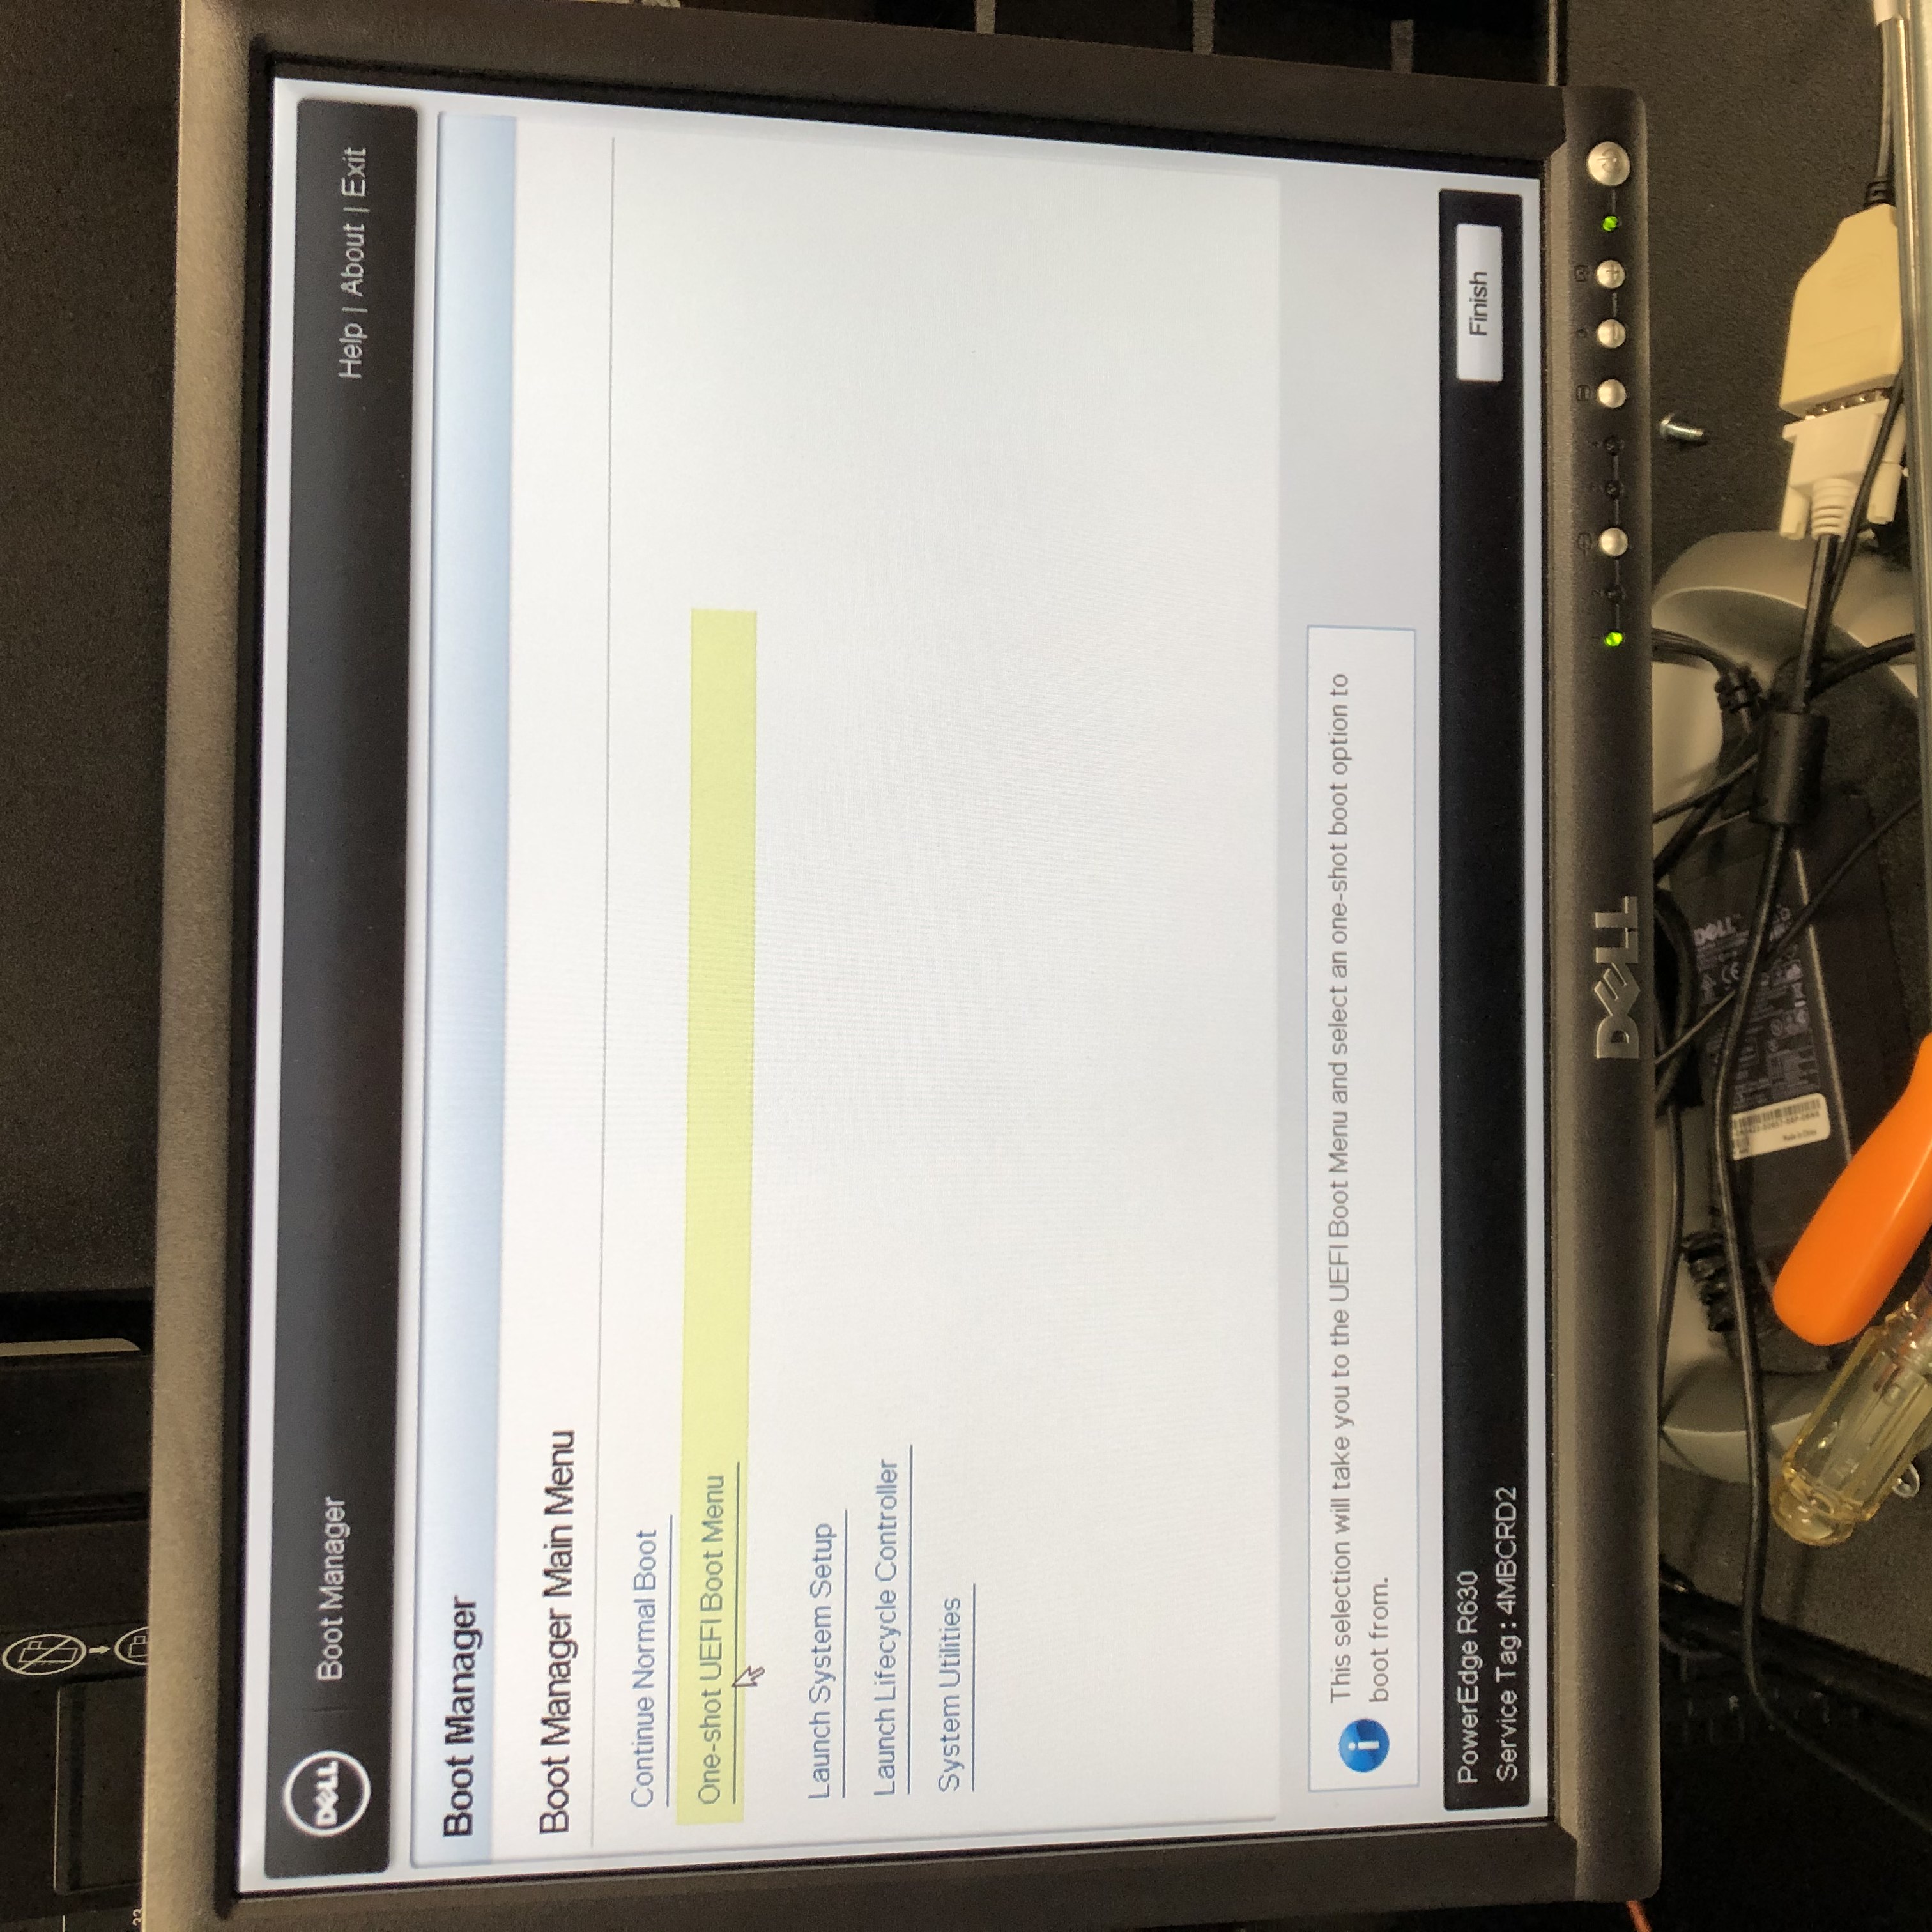 33
DELL
Boot Manager
Help | About | Exit
Boot Manager
Boot Manager Main Menu
Continue Normal Boot
One-shot UEFI Boot Menu
Launch System Setup
Launch Lifecycle Controller
System Utilities
This selection will take you to the UEFI Boot Menu and select an one-shot boot option to
boot from.
PowerEdge R630
Service Tag : 4MBCRD2
Finish
DELL
DELL